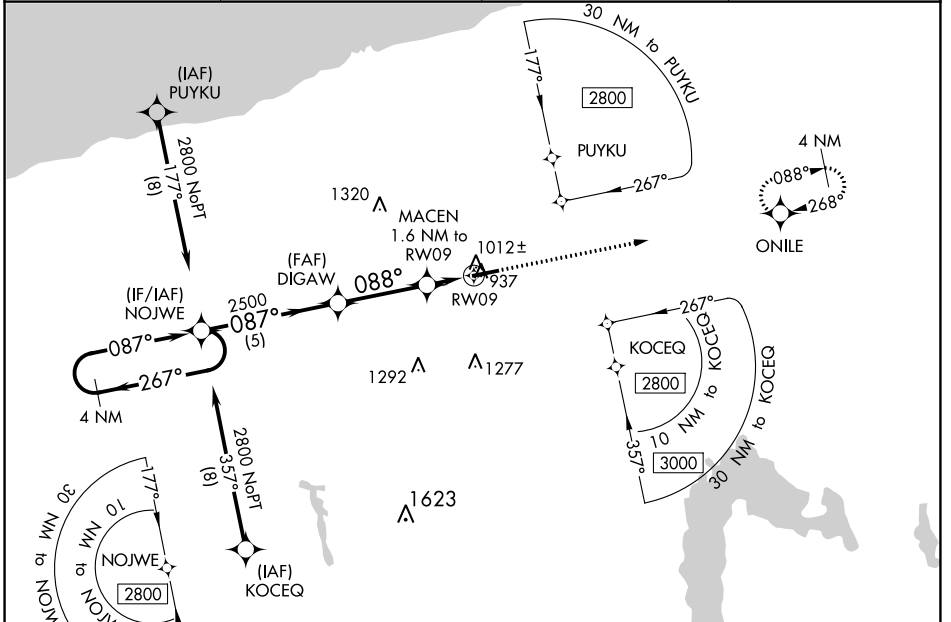 30 NM to PUYKU
177°
2800
PUYKU
267°
(IAF)
PUYKU
2800 NoPT
177°
(8)
4 NM
088°
268°
ONILE
1320
MACEN
1.6 NM to
RW09
1012±
937
RW09
(FAF)
DIGAW
088°
(IF/IAF)
NOJWE
2500
087°
(5)
087°
267°
4 NM
1292
1277
267°
KOCEQ
2800
10 NM to KOCEQ
3000
30 NM to KOCEQ
357°
2800 NoPT
357°
(8)
(IAF)
KOCEQ
1623
177°
NOJWE
2800
10 NM to NOJWE
30 NM to NOJWE